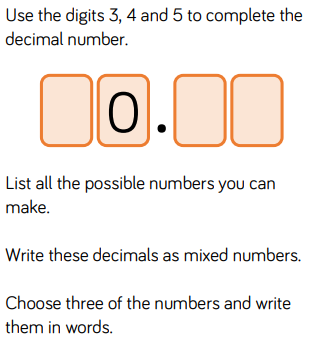 Use the digits 3, 4 and 5 to complete the
decimal number.
0.
List all the possible numbers you can
make.
Write these decimals as mixed numbers.
Choose three of the numbers and write
them in words.